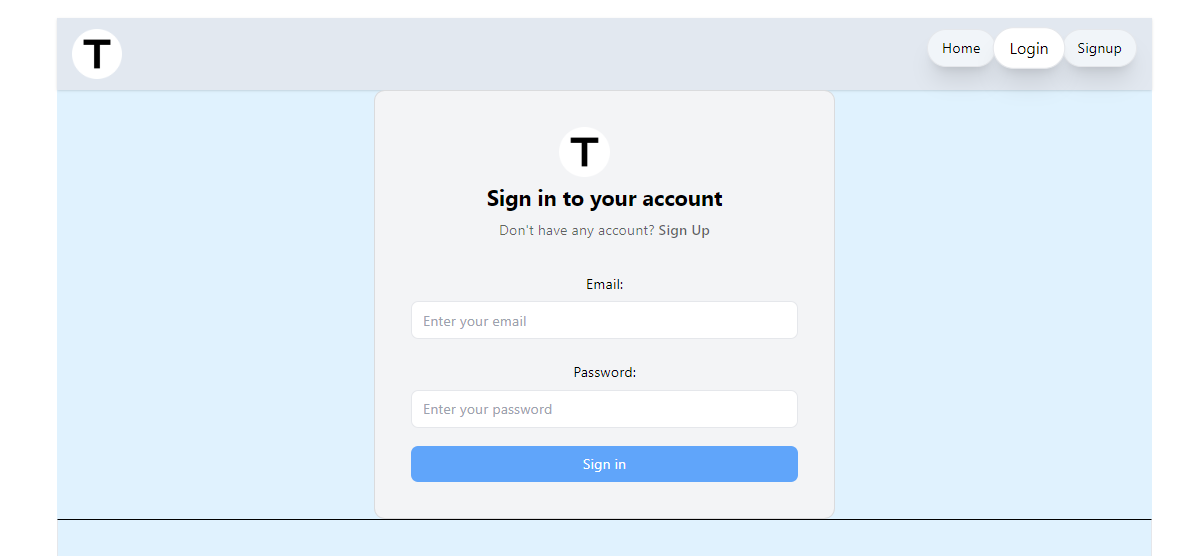 T
Home Login Signup
T
Sign in to your account
Don't have any account? Sign Up
Email:
Enter your email
Password:
Enter your password
Sign in